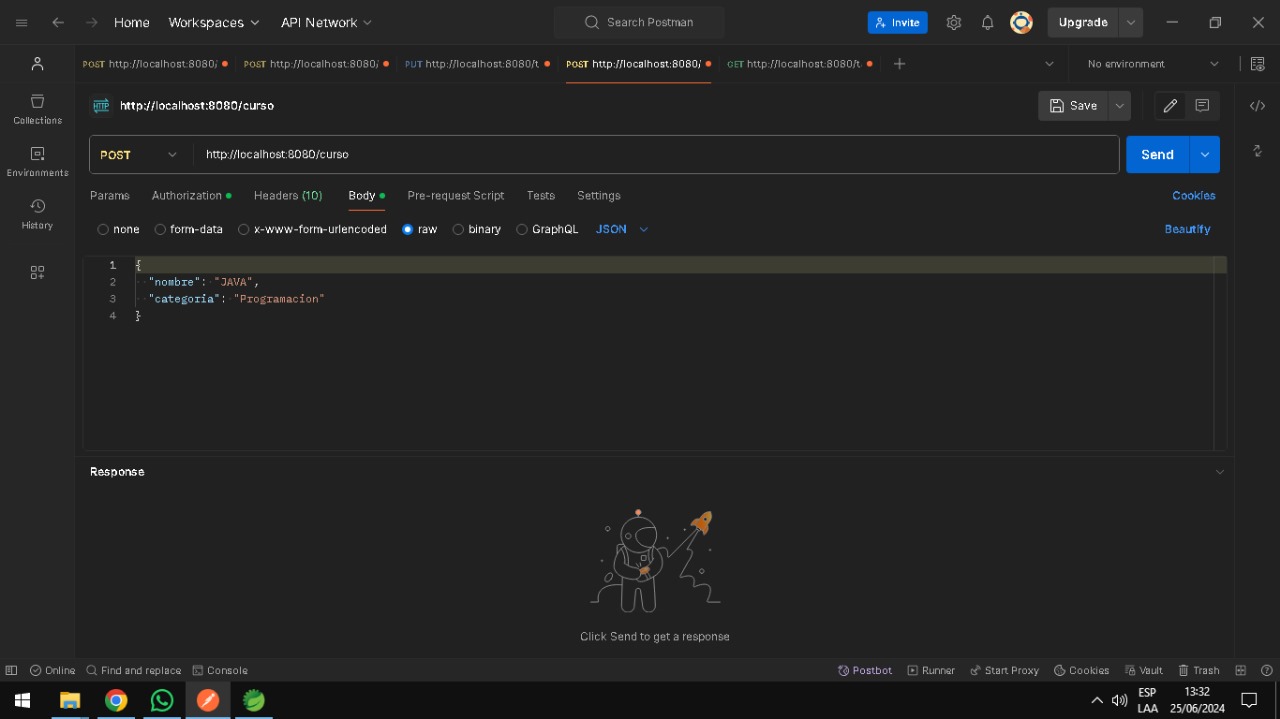 Home Workspaces API Network Search Postman Invite Upgrade
POST http://localhost:8080/ POST http://localhost:8080/ PUT http://localhost:8080/t POST http://localhost:8080/ GET http://localhost:8080/t No environment
HTTP http://localhost:8080/curso Save
Collections
POST http://localhost:8080/curso Send
Environments
Params Authorization Headers (10) Body Pre-request Script Tests Settings Cookies
History
none form-data x-www-form-urlencoded raw binary GraphQL JSON Beautify
1 {
2 "nombre": "JAVA",
3 "categoria": "Programacion"
4 }
Response
Click Send to get a response
Online Find and replace Console Postbot Runner Start Proxy Cookies Vault Trash
ESP 13:32
LAA 25/06/2024